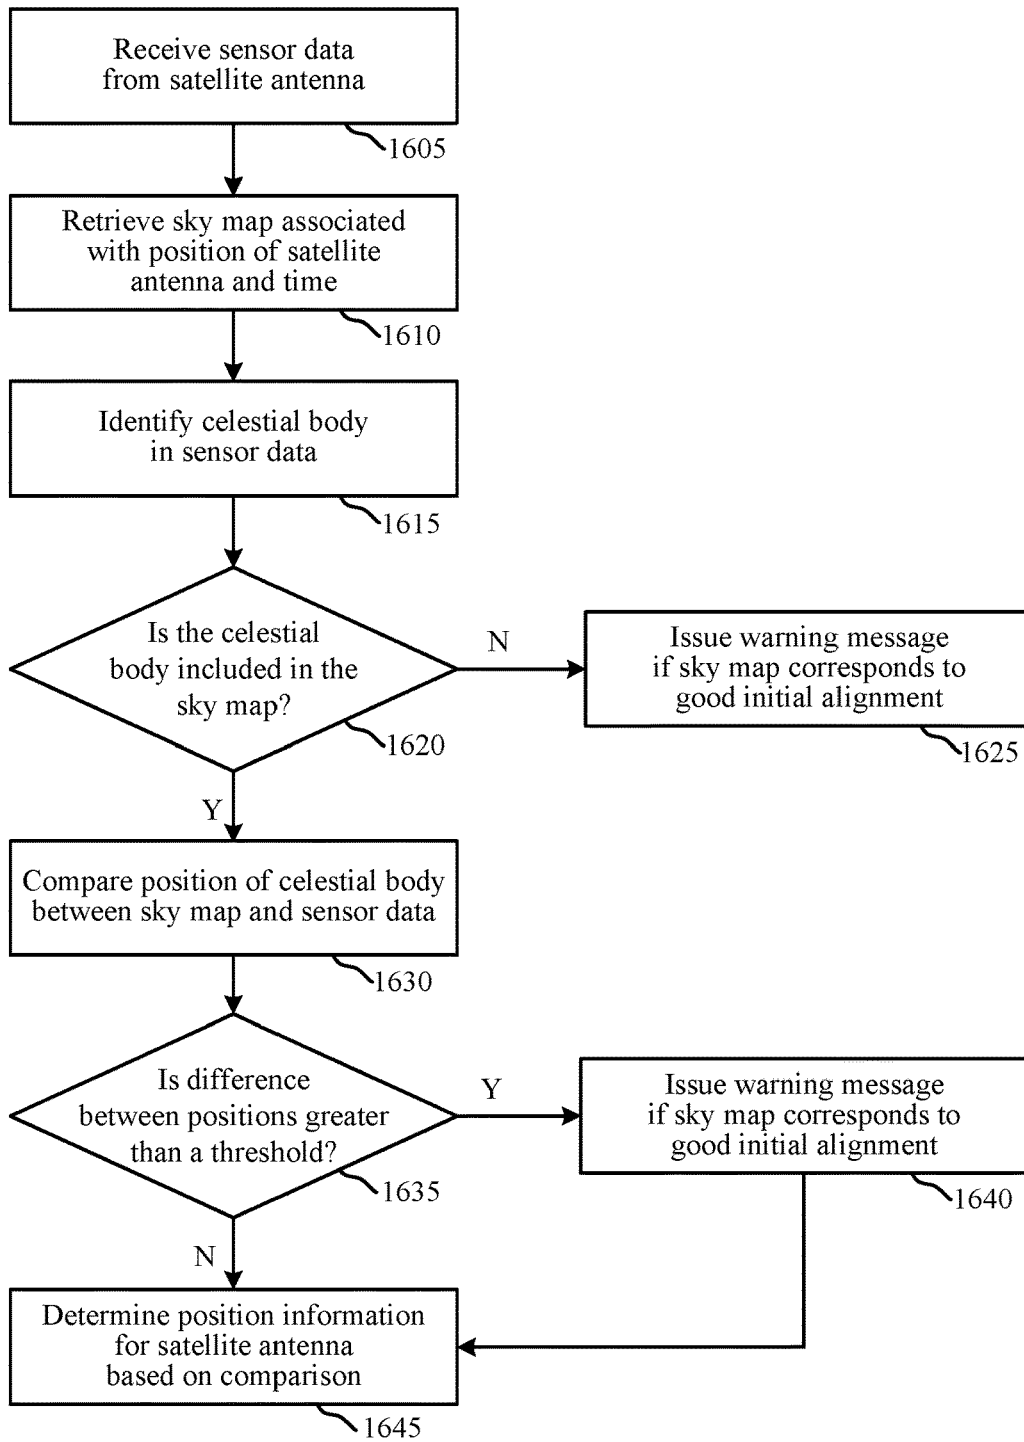 Receive sensor data
from satellite antenna
1605
Retrieve sky map associated
with position of satellite
antenna and time
1610
Identify celestial body
in sensor data
1615
Is the celestial
body included in the
sky map?
1620
N
Issue warning message
if sky map corresponds to
good initial alignment
1625
Y
Compare position of celestial body
between sky map and sensor data
1630
Is difference
between positions greater
than a threshold?
1635
Y
Issue warning message
if sky map corresponds to
good initial alignment
1640
N
Determine position information
for satellite antenna
based on comparison
1645